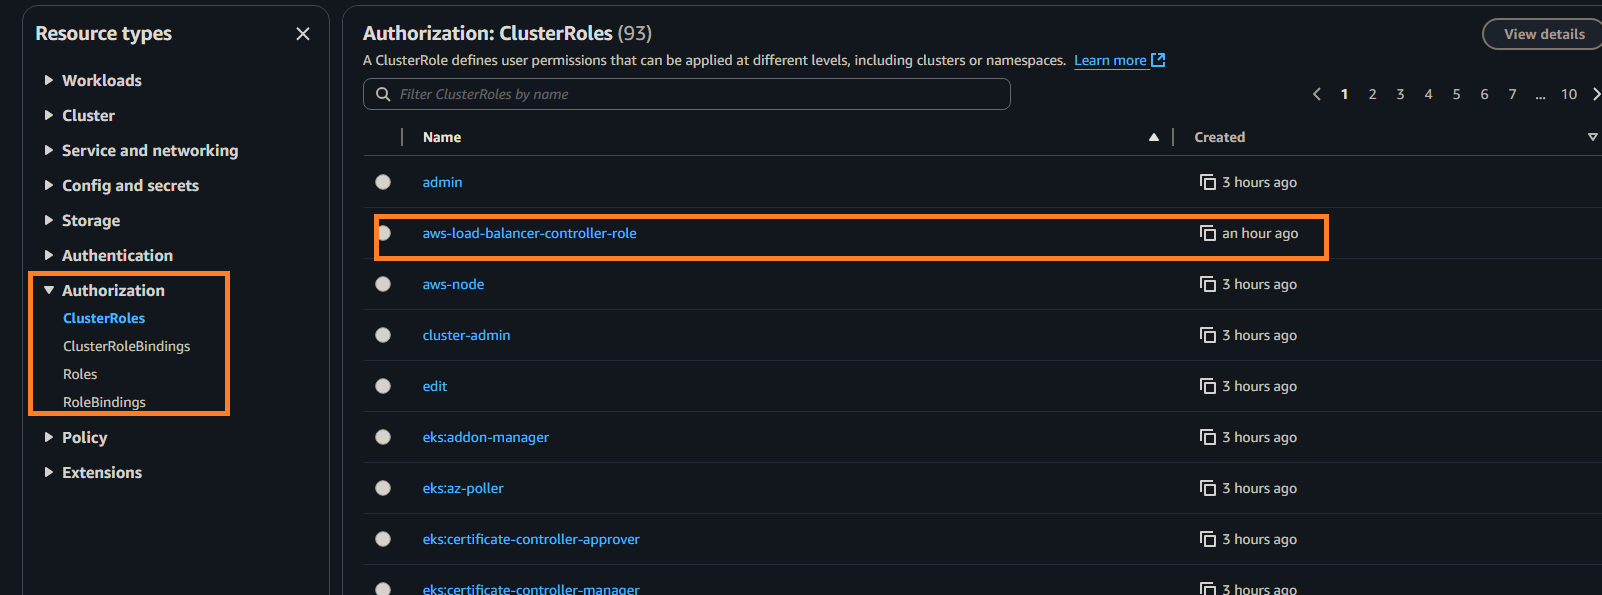 Resource types
Workloads
Cluster
Service and networking
Config and secrets
Storage
Authentication
Authorization
ClusterRoles
ClusterRoleBindings
Roles
RoleBindings
Policy
Extensions
Authorization: ClusterRoles (93)
View details
A ClusterRole defines user permissions that can be applied at different levels, including clusters or namespaces. Learn more
Filter ClusterRoles by name
1 2 3 4 5 6 7 ... 10
Name Created
admin 3 hours ago
aws-load-balancer-controller-role an hour ago
aws-node 3 hours ago
cluster-admin 3 hours ago
edit 3 hours ago
eks:addon-manager 3 hours ago
eks:az-poller 3 hours ago
eks:certificate-controller-approver 3 hours ago
eks:certificate-controller-manager 3 hours ago